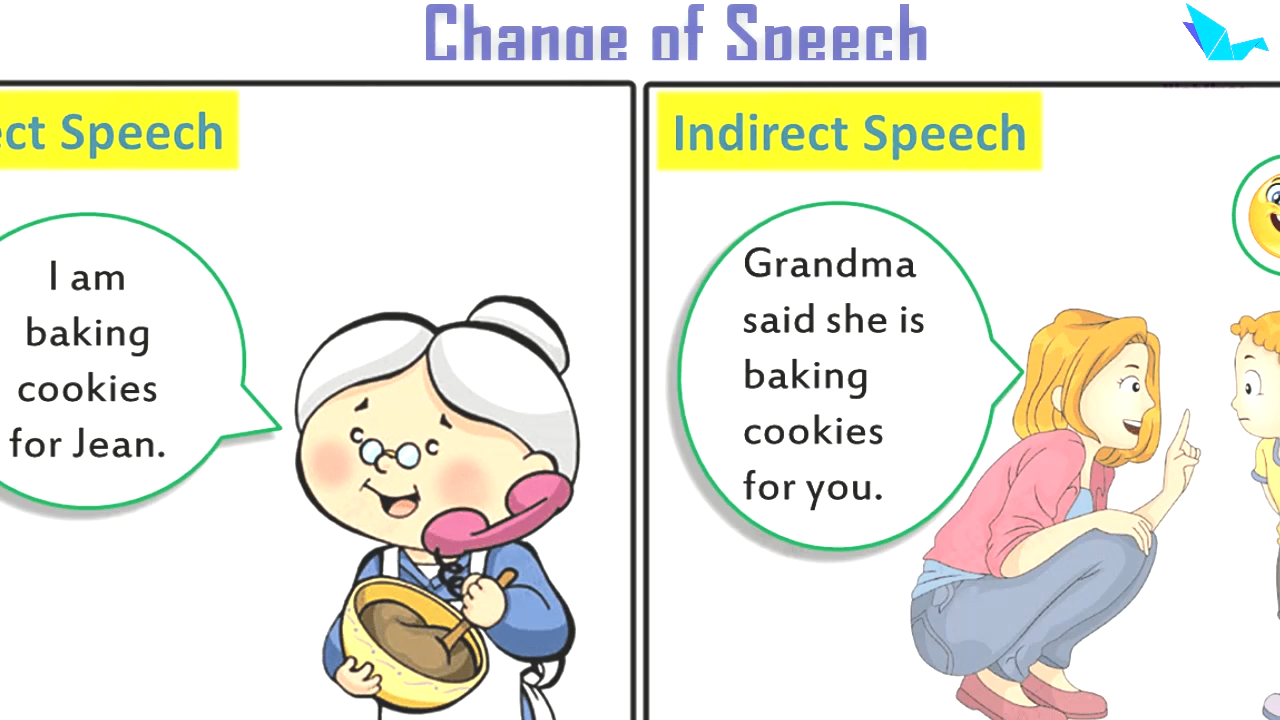 Change of Speech
ect Speech
I am
baking
cookies
for Jean.
Indirect Speech
Grandma
said she is
baking
cookies
for you.